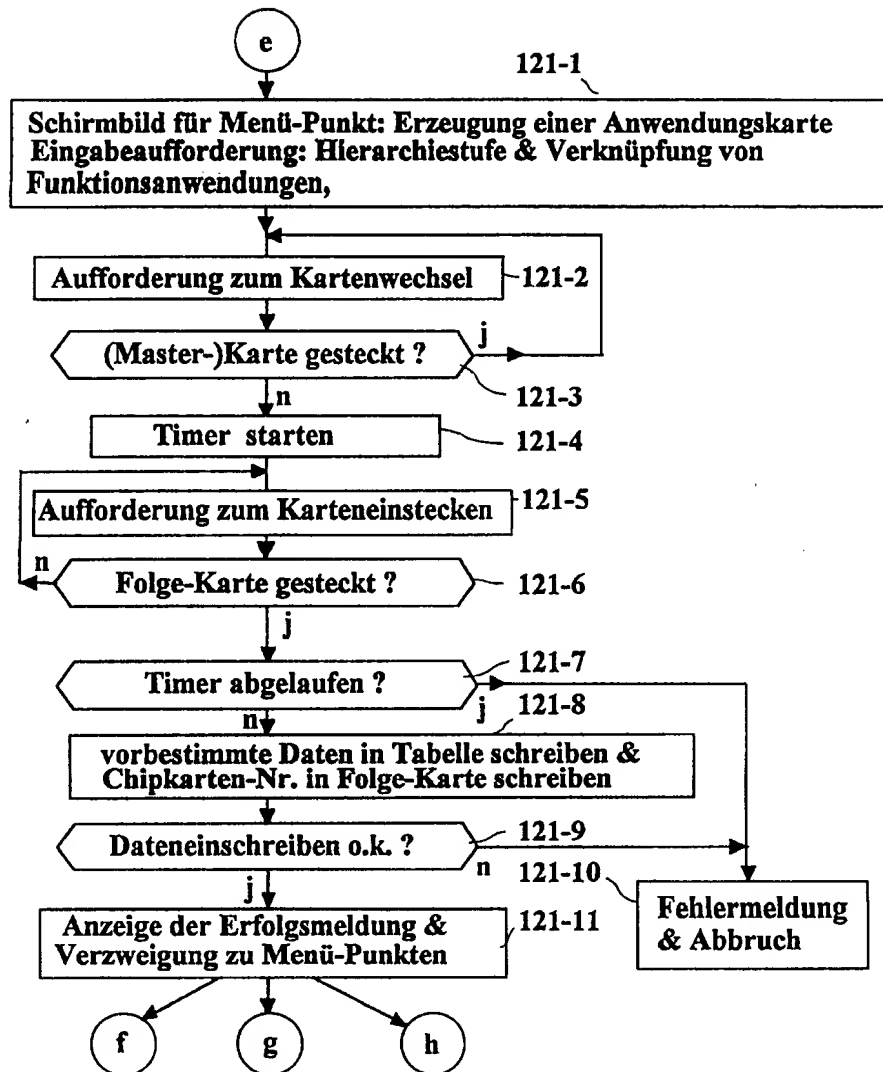 e
121-1
Schirmbild für Menü-Punkt: Erzeugung einer Anwendungskarte
Eingabeaufforderung: Hierarchiestufe & Verknüpfung von
Funktionsanwendungen,
Aufforderung zum Kartenwechsel
121-2
(Master-)Karte gesteckt ?
j
121-3
n
Timer starten
121-4
Aufforderung zum Karteneinstecken
121-5
n
Folge-Karte gesteckt ?
121-6
j
Timer abgelaufen ?
121-7
j
n
121-8
vorbestimmte Daten in Tabelle schreiben &
Chipkarten-Nr. in Folge-Karte schreiben
Dateneinschreiben o.k. ?
121-9
n
j
121-10
Fehlermeldung
& Abbruch
Anzeige der Erfolgsmeldung &
Verzweigung zu Menü-Punkten
121-11
f
g
h